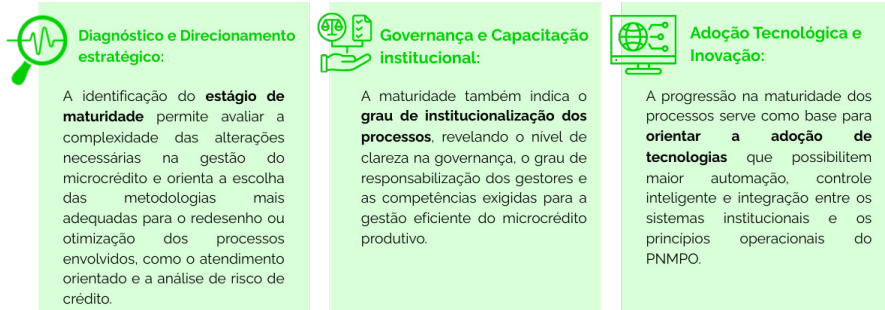 Diagnóstico e Direcionamento
estratégico:
A identificação do estágio de
maturidade permite avaliar a
complexidade das alterações
necessárias na gestão do
microcrédito e orienta a escolha
das metodologias mais
adequadas para o redesenho ou
otimização dos processos
envolvidos, como o atendimento
orientado e a análise de risco de
crédito.
Governança e Capacitação
institucional:
A maturidade também indica o
grau de institucionalização dos
processos, revelando o nível de
clareza na governança, o grau de
responsabilização dos gestores e
as competências exigidas para a
gestão eficiente do microcrédito
produtivo.
Adoção Tecnológica e
Inovação:
A progressão na maturidade dos
processos serve como base para
orientar a adoção de
tecnologias que possibilitem
maior automação, controle
inteligente e integração entre os
sistemas institucionais e os
princípios operacionais do
PNMPO.